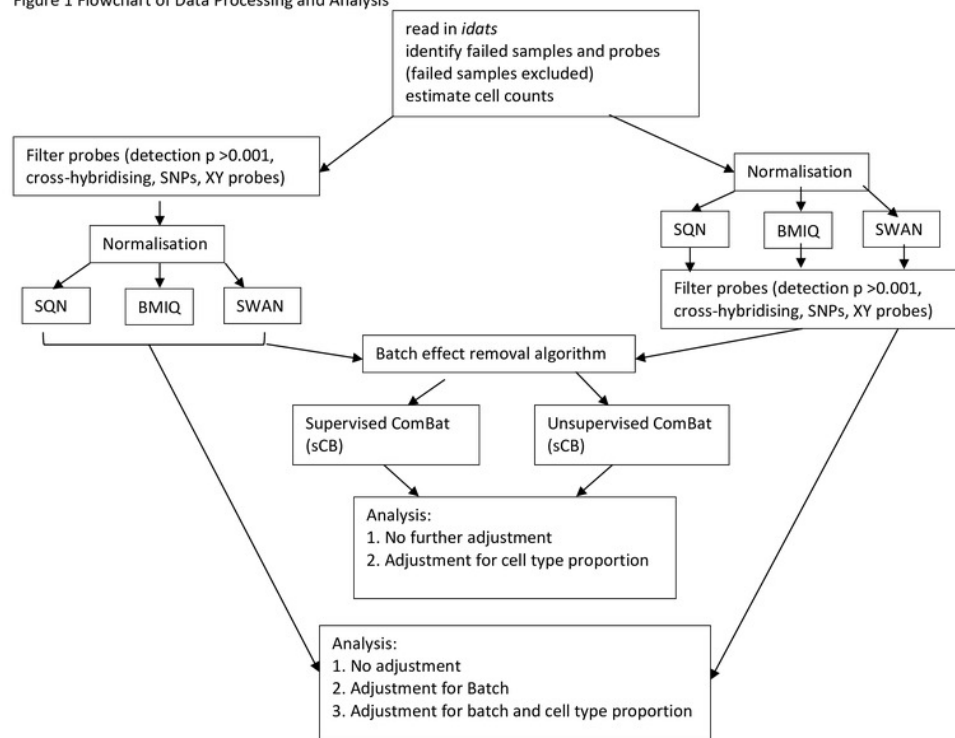 Figure 1 Flowchart of Data Processing and Analysis
read in idats
identify failed samples and probes
(failed samples excluded)
estimate cell counts
Filter probes (detection p >0.001,
cross-hybridising, SNPs, XY probes)
Normalisation
SQN
BMIQ
SWAN
Normalisation
SQN
BMIQ
SWAN
Filter probes (detection p >0.001,
cross-hybridising, SNPs, XY probes)
Batch effect removal algorithm
Supervised ComBat
(sCB)
Unsupervised ComBat
(sCB)
Analysis:
1. No further adjustment
2. Adjustment for cell type proportion
Analysis:
1. No adjustment
2. Adjustment for Batch
3. Adjustment for batch and cell type proportion